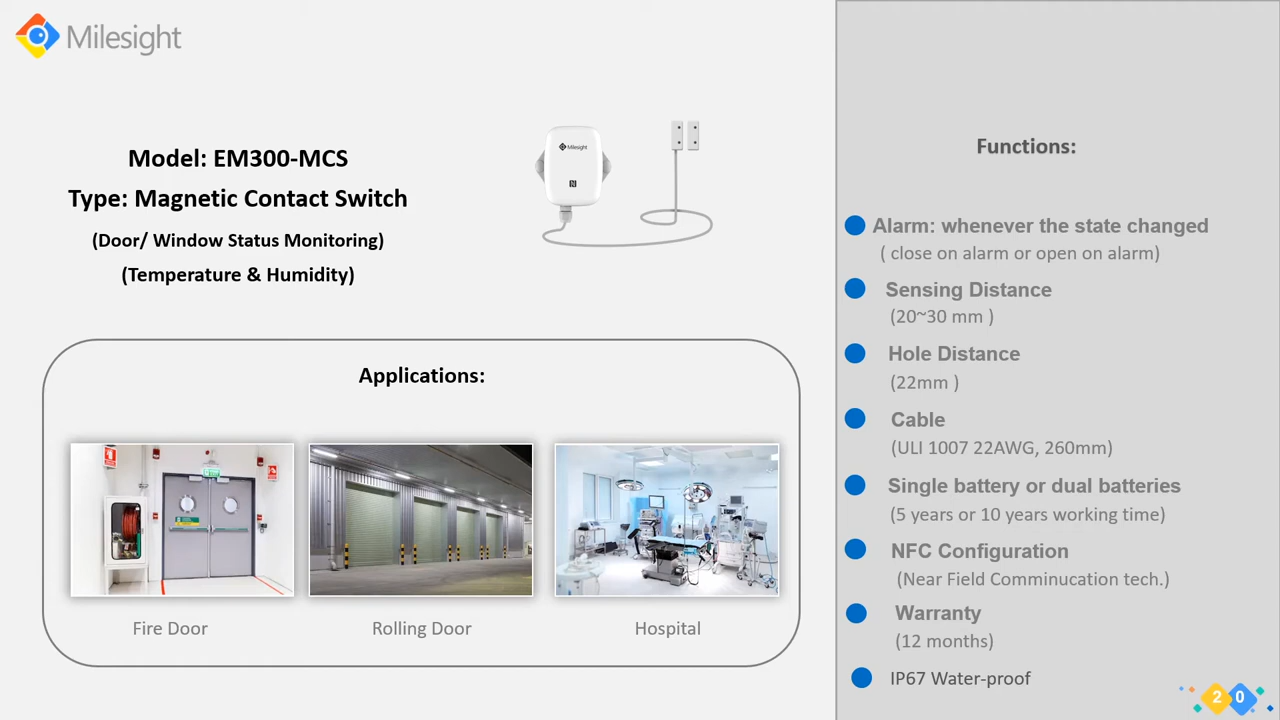 Milesight
Model: EM300-MCS
Type: Magnetic Contact Switch
(Door/ Window Status Monitoring)
(Temperature & Humidity)
Milesight
Applications:
Fire Door
Rolling Door
Hospital
Functions:
Alarm: whenever the state changed
( close on alarm or open on alarm)
Sensing Distance
(20~30 mm )
Hole Distance
(22mm )
Cable
(ULI 1007 22AWG, 260mm)
Single battery or dual batteries
(5 years or 10 years working time)
NFC Configuration
(Near Field Comminucation tech.)
Warranty
(12 months)
IP67 Water-proof
20